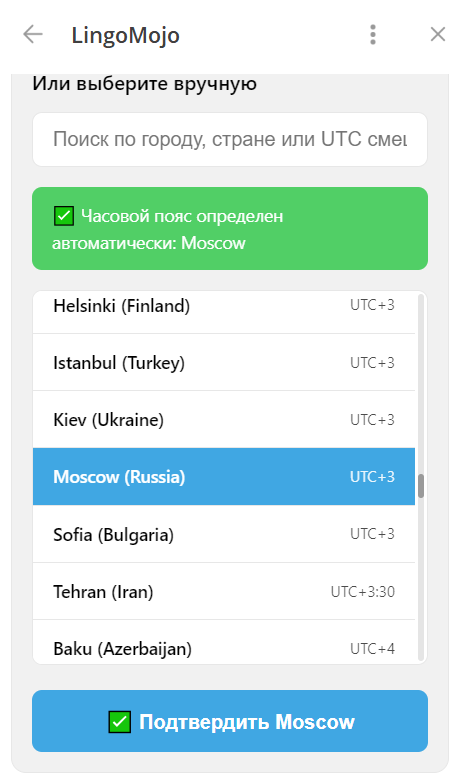 LingoMojo
Или выберите вручную
Поиск по городу, стране или UTC смещ
✅ Часовой пояс определен
автоматически: Moscow
Helsinki (Finland) UTC+3
Istanbul (Turkey) UTC+3
Kiev (Ukraine) UTC+3
Moscow (Russia) UTC+3
Sofia (Bulgaria) UTC+3
Tehran (Iran) UTC+3:30
Baku (Azerbaijan) UTC+4
✅ Подтвердить Moscow